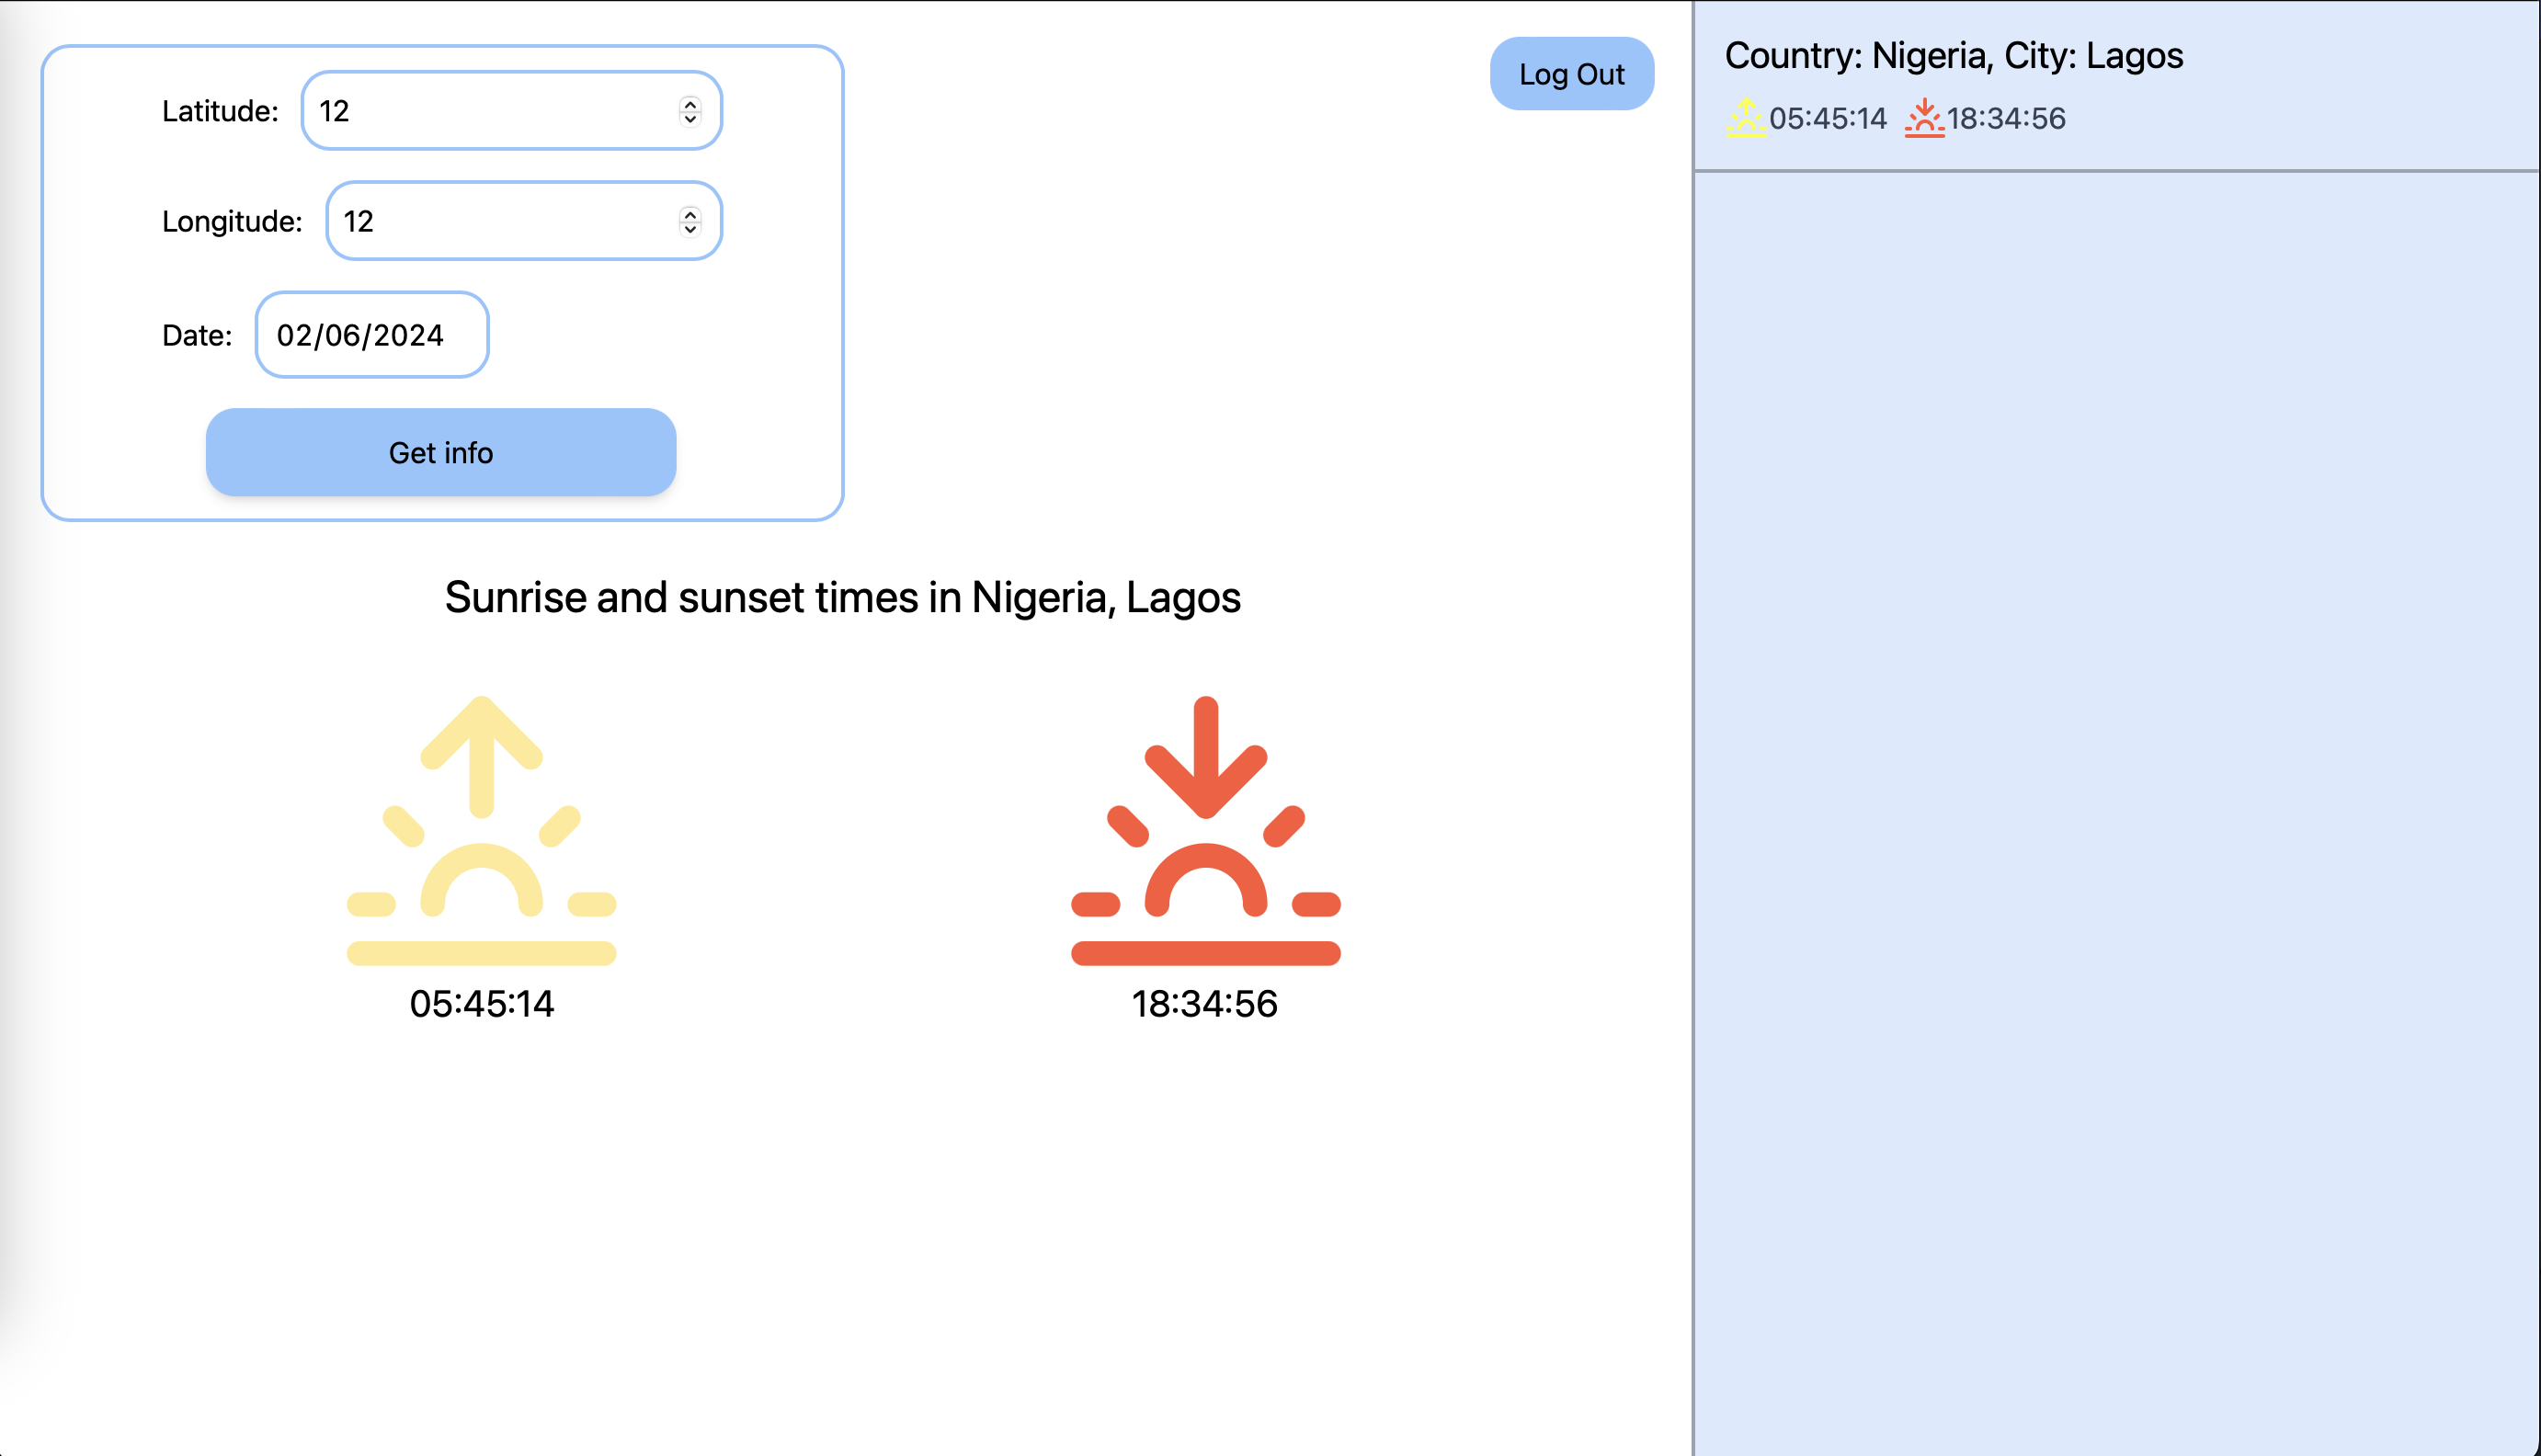 Latitude: 12
Longitude: 12
Date: 02/06/2024
Get info
Log Out
Sunrise and sunset times in Nigeria, Lagos
05:45:14
18:34:56
Country: Nigeria, City: Lagos
05:45:14 18:34:56